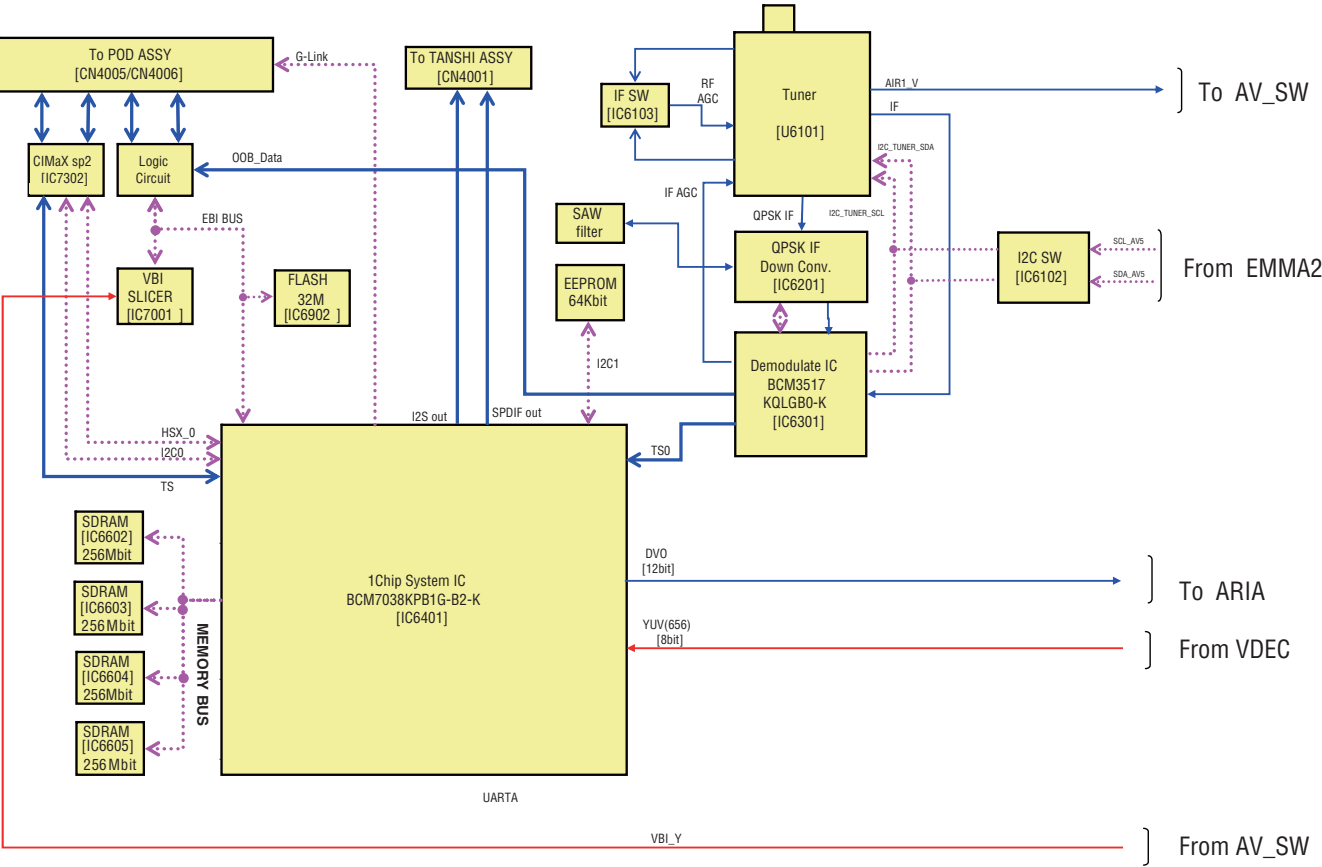 To POD ASSY
[CN4005/CN4006]
G-Link
To TANSHI ASSY
[CN4001]
IF SW
[IC6103]
RF
AGC
Tuner
[U6101]
AIR1_V
IF
To AV_SW
CIMaX sp2
[IC7302]
Logic
Circuit
OOB_Data
I2C_TUNER_SDA
IF AGC
EBI BUS
SAW
filter
QPSK IF
I2C_TUNER_SCL
QPSK IF
Down Conv.
[IC6201]
I2C SW
[IC6102]
SCL_AV5
SDA_AV5
From EMMA2
VBI
SLICER
[IC7001 ]
FLASH
32M
[IC6902 ]
EEPROM
64Kbit
I2C1
Demodulate IC
BCM3517
KQLGB0-K
[IC6301]
I2S out
SPDIF out
HSX_0
I2C0
TS
TS0
SDRAM
[IC6602]
256Mbit
SDRAM
[IC6603]
256Mbit
SDRAM
[IC6604]
256Mbit
SDRAM
[IC6605]
256Mbit
MEMORY BUS
1Chip System IC
BCM7038KPB1G-B2-K
[IC6401]
DVO
[12bit]
To ARIA
YUV(656)
[8bit]
From VDEC
UARTA
VBI_Y
From AV_SW